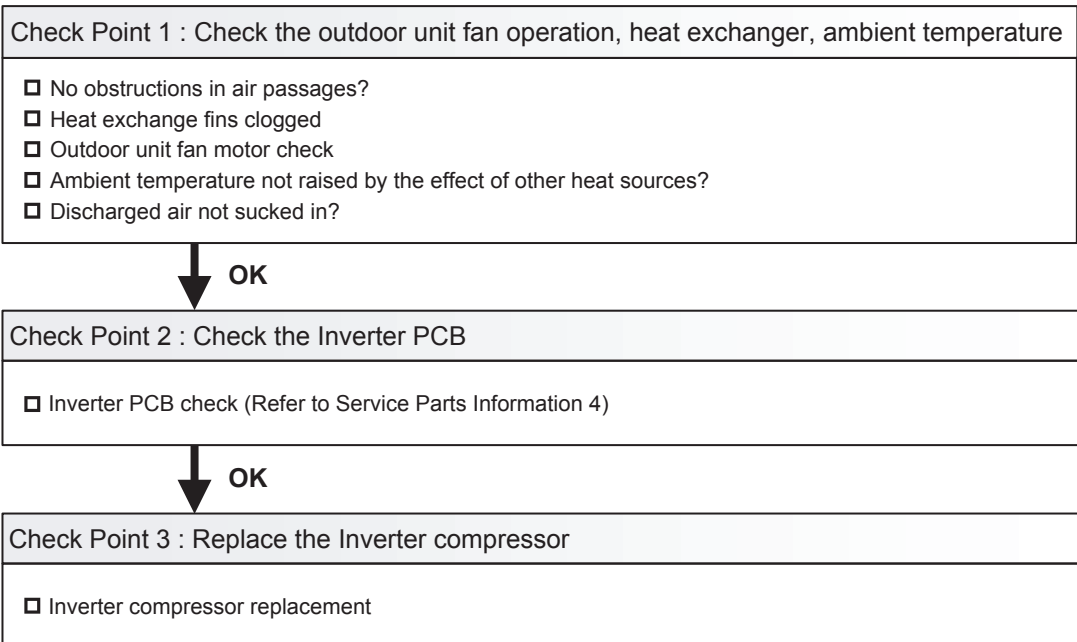 Check Point 1 : Check the outdoor unit fan operation, heat exchanger, ambient temperature
No obstructions in air passages?
Heat exchange fins clogged
Outdoor unit fan motor check
Ambient temperature not raised by the effect of other heat sources?
Discharged air not sucked in?
OK
Check Point 2 : Check the Inverter PCB
Inverter PCB check (Refer to Service Parts Information 4)
OK
Check Point 3 : Replace the Inverter compressor
Inverter compressor replacement